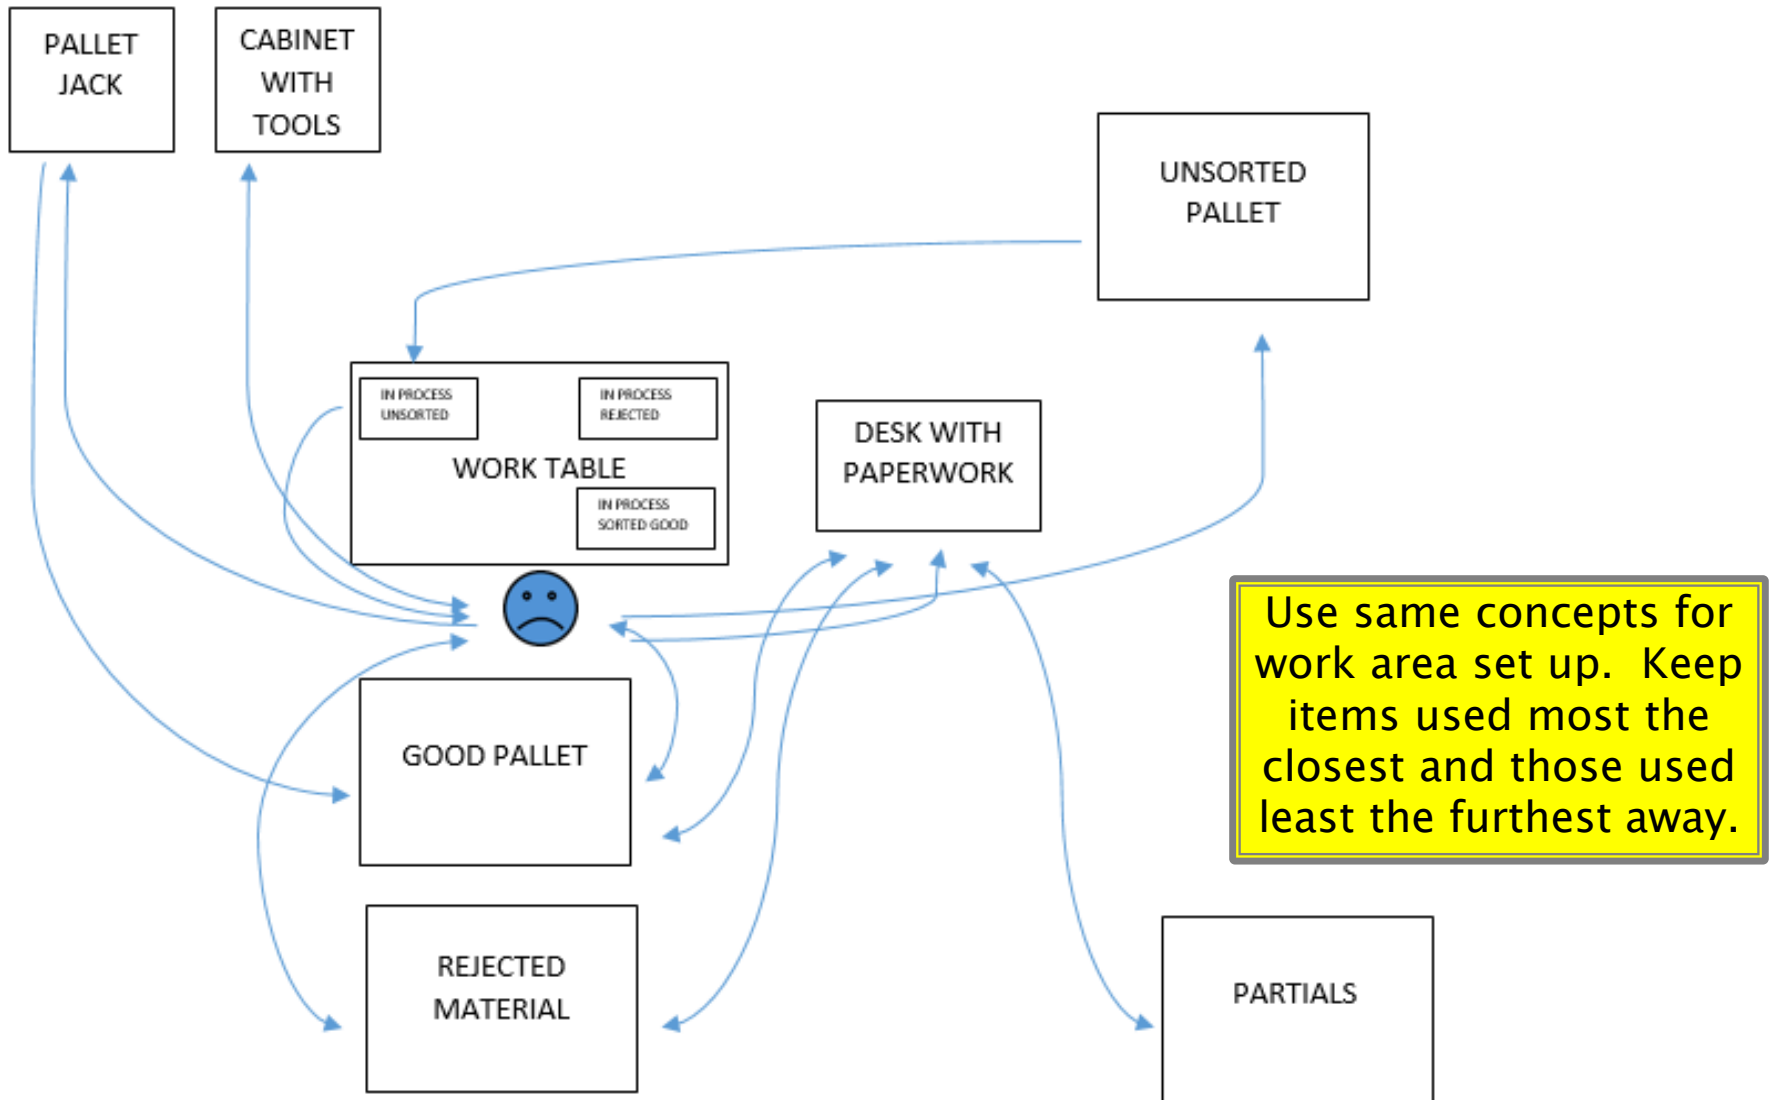 PALLET
JACK
CABINET
WITH
TOOLS
UNSORTED
PALLET
IN PROCESS
UNSORTED
IN PROCESS
REJECTED
WORK TABLE
IN PROCESS
SORTED GOOD
DESK WITH
PAPERWORK
Use same concepts for
work area set up. Keep
items used most the
closest and those used
least the furthest away.
GOOD PALLET
REJECTED
MATERIAL
PARTIALS